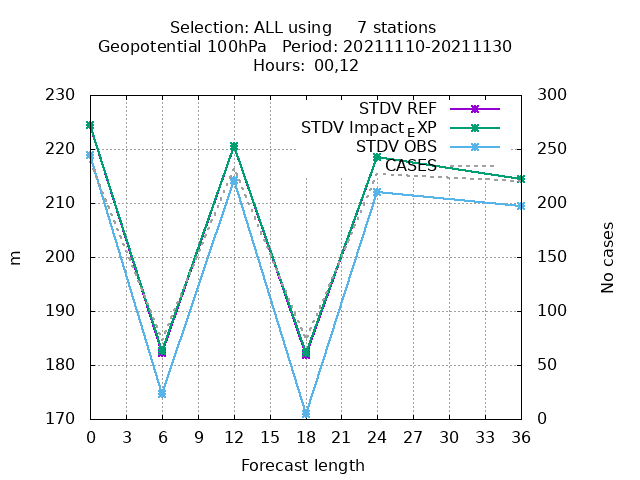 Selection: ALL using     7 stations
Geopotential 100hPa   Period: 20211110-20211130
Hours:  00,12
230 300
STDV REF
STDV Impact_EXP
220 STDV OBS 250
CASES
210 200
m 200 150 No cases
190 100
180 50
170 0
0 3 6 9 12 15 18 21 24 27 30 33 36
Forecast length